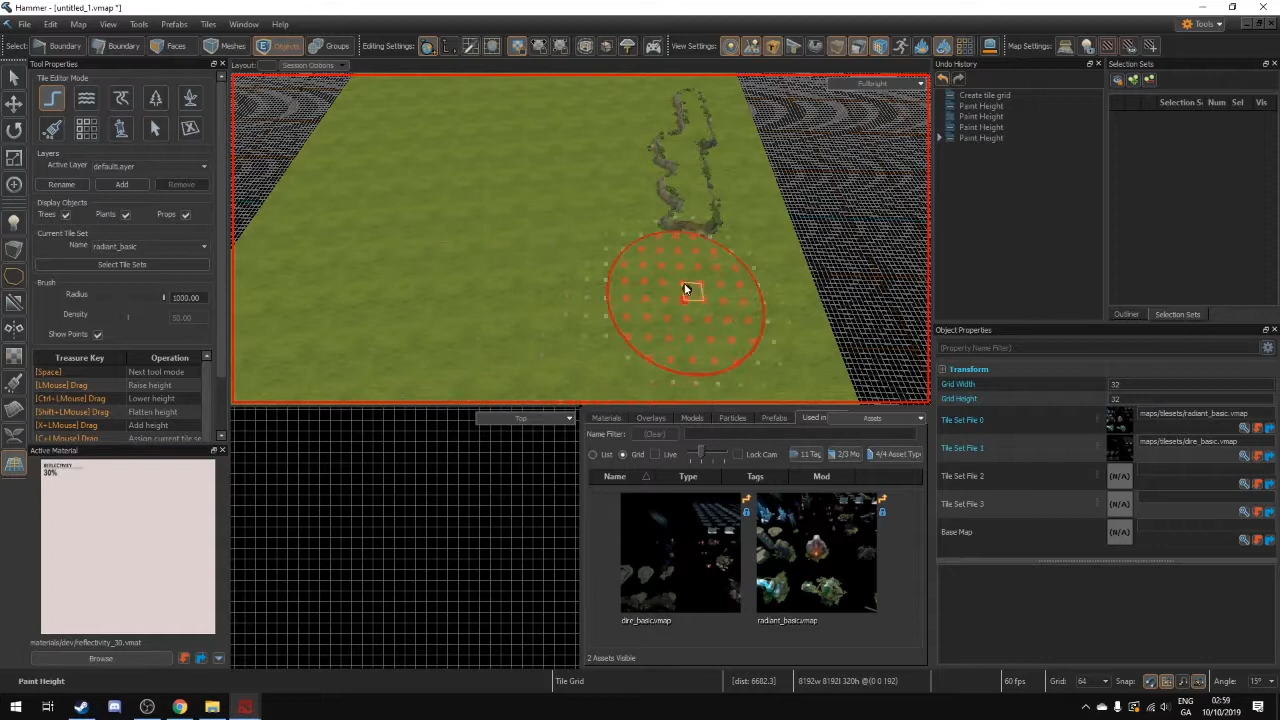 Hammer - [untitled_1.vmap *]
File Edit Map View Tools Prefabs Tiles Window Help
Tools
Select: Boundary Boundary Faces Meshes Objects Groups Editing Settings: View Settings: Map Settings:
Tool Properties
Layout: Session Options
Undo History
Selection Sets
Tile Editor Mode
Fullbright
Create tile grid
Paint Height
Paint Height
Paint Height
Paint Height
Selection S Num Sel Vis
Layers
Active Layer defaultLayer
Rename Add Remove
Display Objects
Trees Plants Props
Current Tile Set
Name radiant_basic
Select Tile Sets
Brush
Radius 1000.00
Density 50.00
Show Points
Treasure Key Operation
[Space] Next tool mode
[LMouse] Drag Raise height
[Ctrl+LMouse] Drag Lower height
[Shift+LMouse] Drag Flatten height
[X+LMouse] Drag Add height
[C+LMouse] Drag Assign current tile se
Active Material
REFLECTIVITY
30%
materials/dev/reflectivity_30.vmat
Browse
Top
Materials Overlays Models Particles Prefabs Used in Assets
Name Filter: (Clear)
List Grid Live Lock Cam 11 Tag 2/3 Mo 4/4 Asset Type
Name Type Tags Mod
dire_basic.vmap radiant_basic.vmap
2 Assets Visible
Outliner Selection Sets
Object Properties
(Property Name Filter)
Transform
Grid Width 32
Grid Height 32
Tile Set File 0 maps/tilesets/radiant_basic.vmap
Tile Set File 1 maps/tilesets/dire_basic.vmap
Tile Set File 2 (N/A)
Tile Set File 3 (N/A)
Base Map (N/A)
Paint Height Tile Grid [dist: 6682.3] 8192w 8192l 320h @(0 0 192) 60 fps Grid: 64 Snap: Angle: 15°
ENG
GA
02:59
10/10/2019